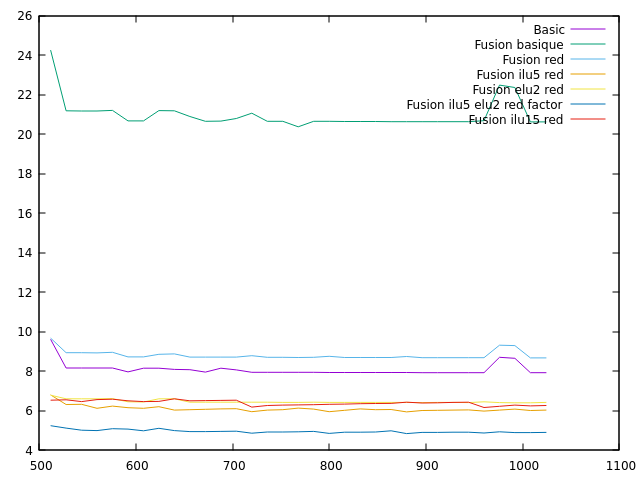 26
24
22
20
18
16
14
12
10
8
6
4
Basic
Fusion basique
Fusion red
Fusion ilu5 red
Fusion elu2 red
Fusion ilu5 elu2 red factor
Fusion ilu15 red
500 600 700 800 900 1000 1100